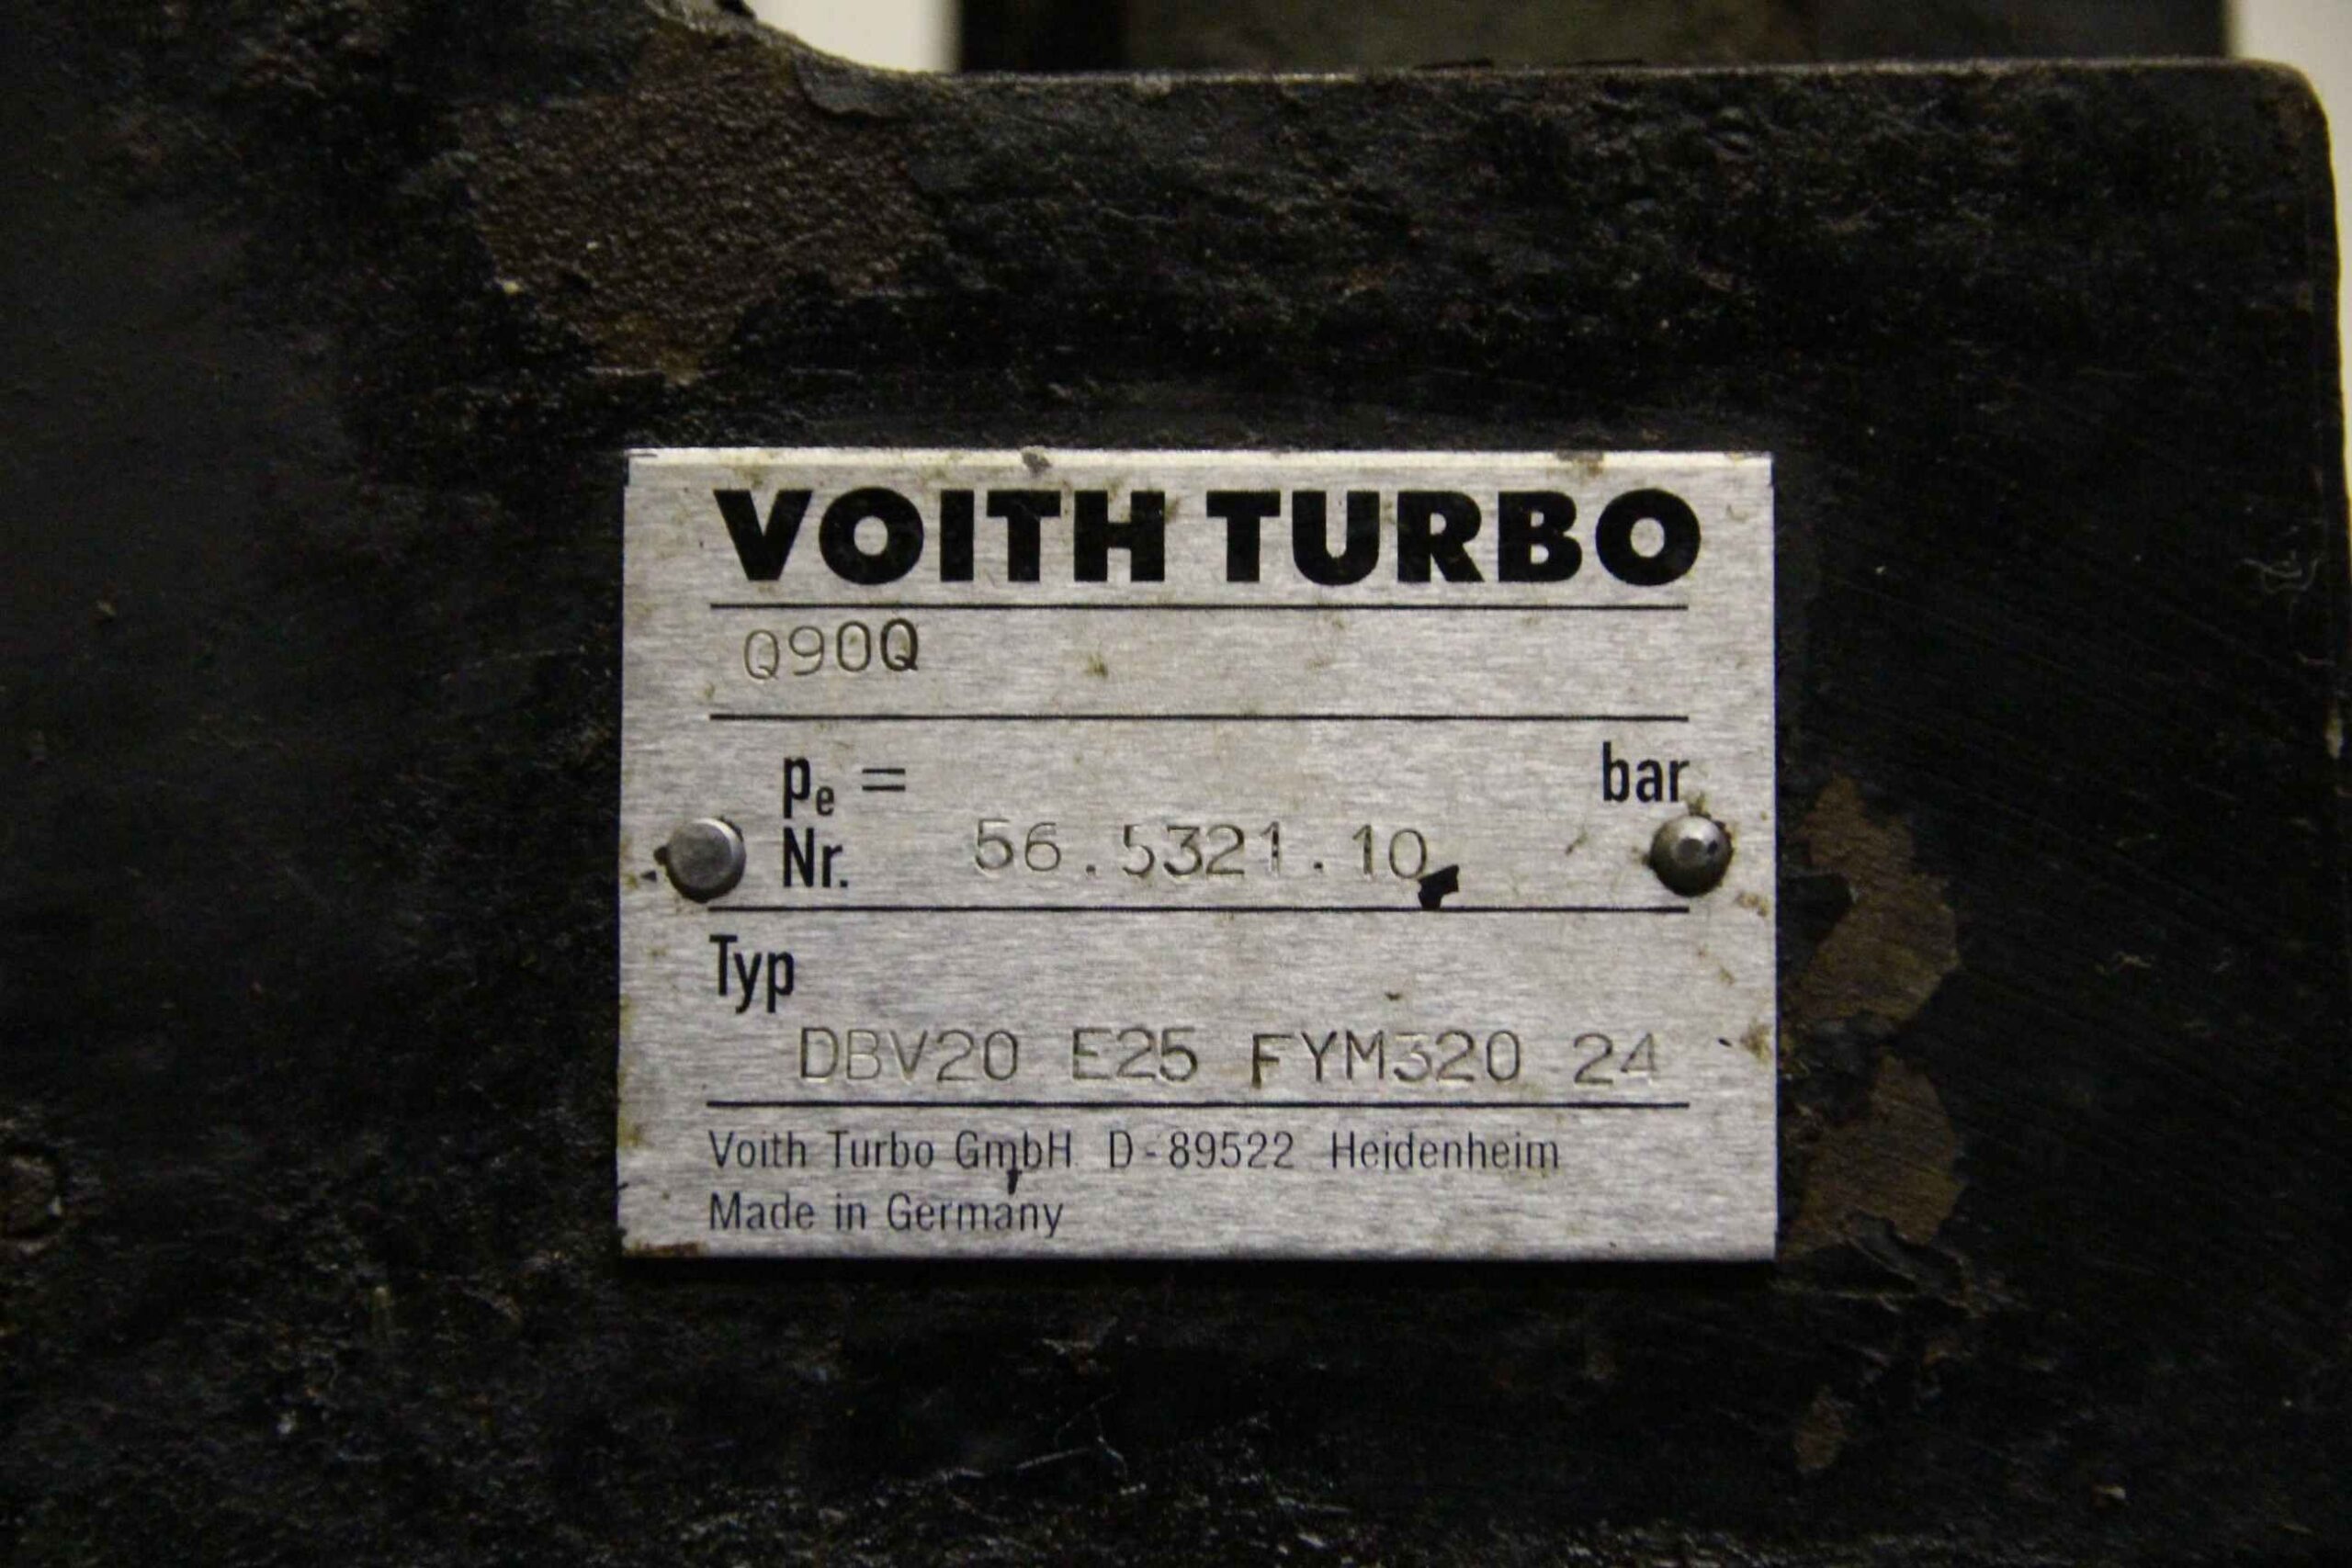 VOITH TURBO
Q90Q
pe = bar
Nr. 56.5321.10
Typ
DBV20 E25 FYM320 24
Voith Turbo GmbH D-89522 Heidenheim
Made in Germany